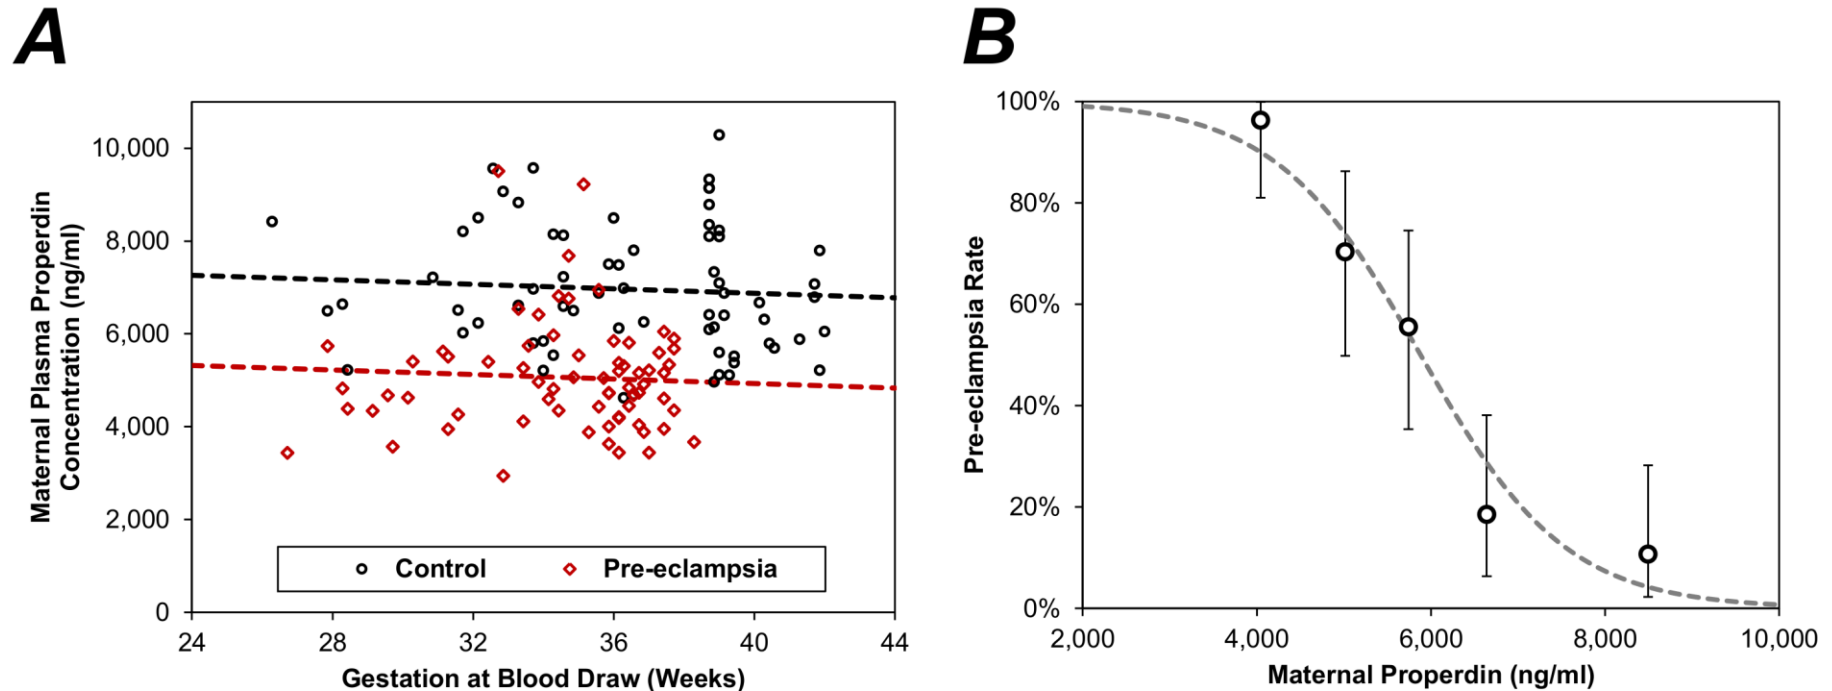 A
B
Maternal Plasma Properdin
Concentration (ng/ml)
10,000
8,000
6,000
4,000
2,000
0
Control
Pre-eclampsia
24
28
32
36
40
44
Gestation at Blood Draw (Weeks)
Pre-eclampsia Rate
100%
80%
60%
40%
20%
0%
2,000
4,000
6,000
8,000
10,000
Maternal Properdin (ng/ml)